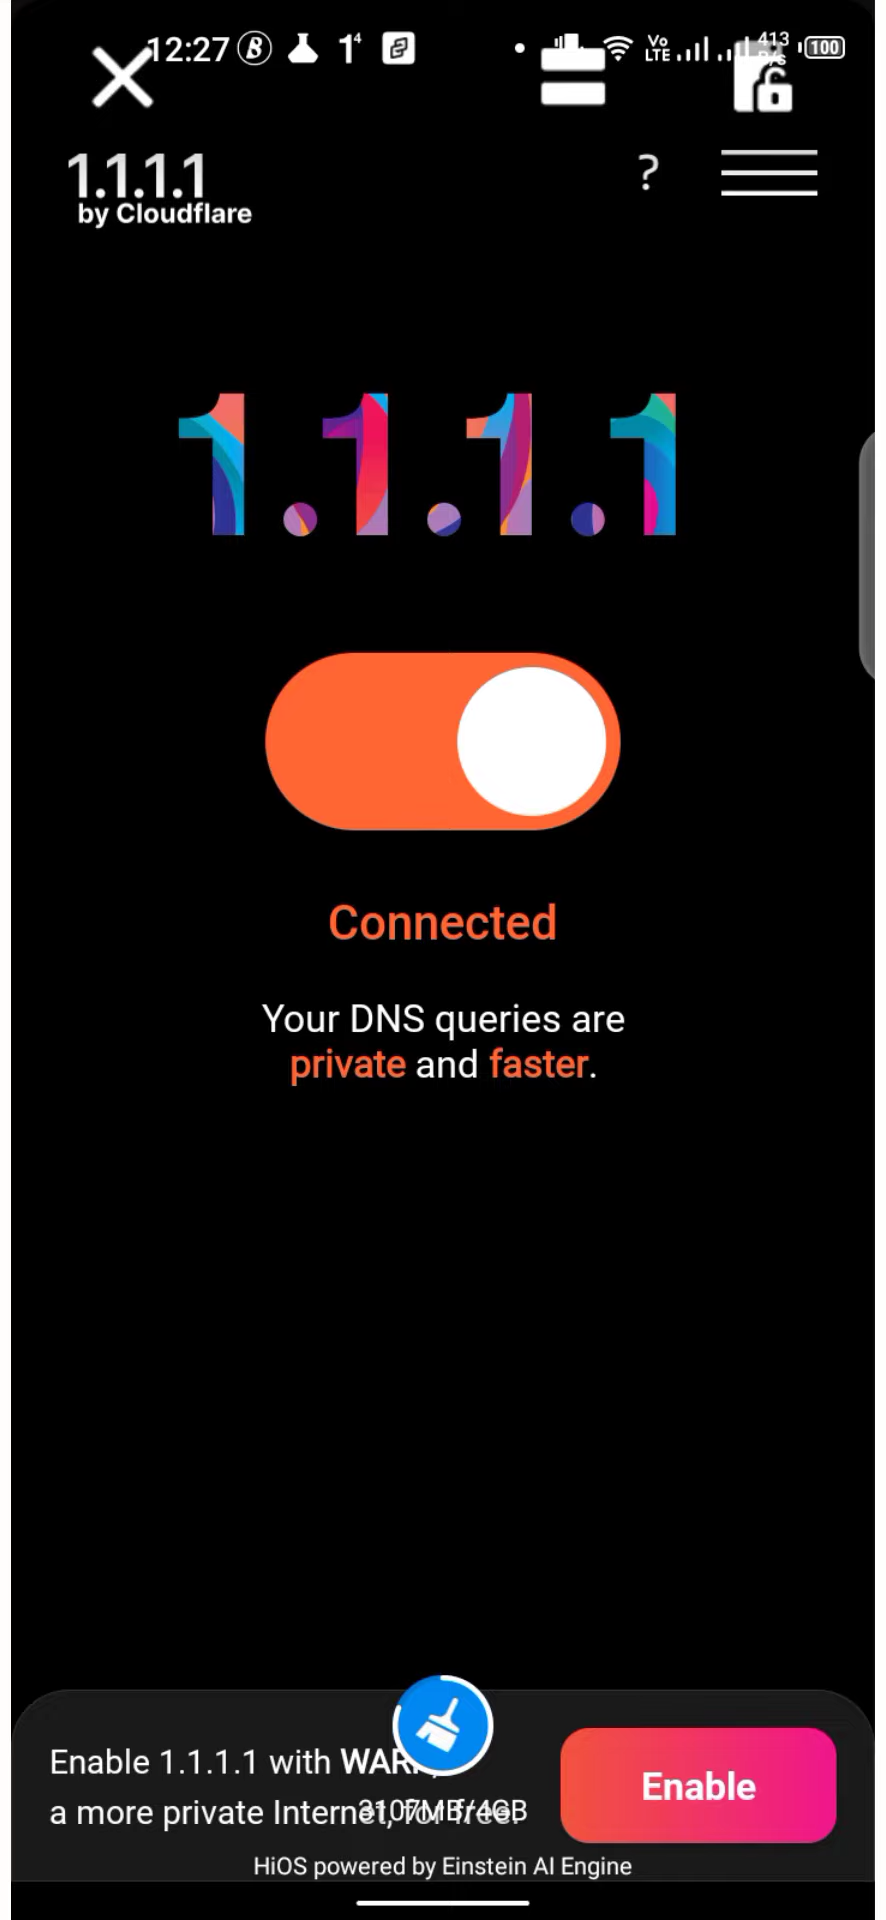 12:27
Vo
LTE
413
100
1.1.1.1
by Cloudflare
?
1.1.1.1
Connected
Your DNS queries are
private and faster.
Enable 1.1.1.1 with
a more private Internet, for free.
3107MB/4GB
Enable
HiOS powered by Einstein AI Engine